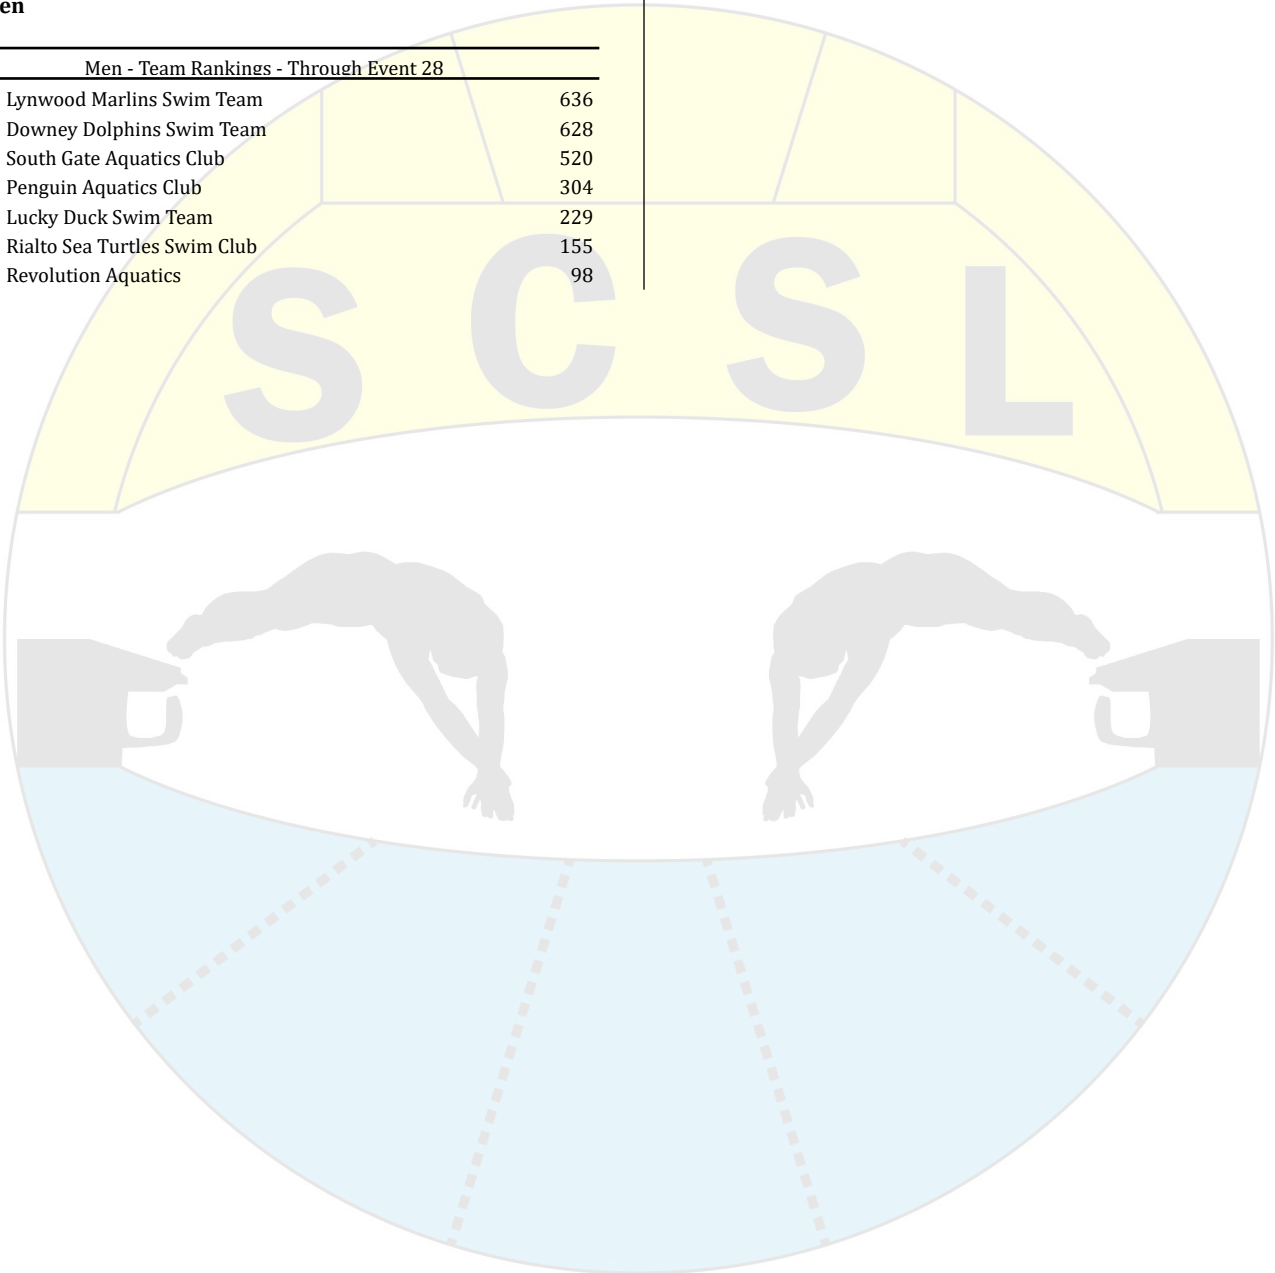 en
Men - Team Rankings - Through Event 28
Lynwood Marlins Swim Team 636
Downey Dolphins Swim Team 628
South Gate Aquatics Club 520
Penguin Aquatics Club 304
Lucky Duck Swim Team 229
Rialto Sea Turtles Swim Club 155
Revolution Aquatics 98
S C S L